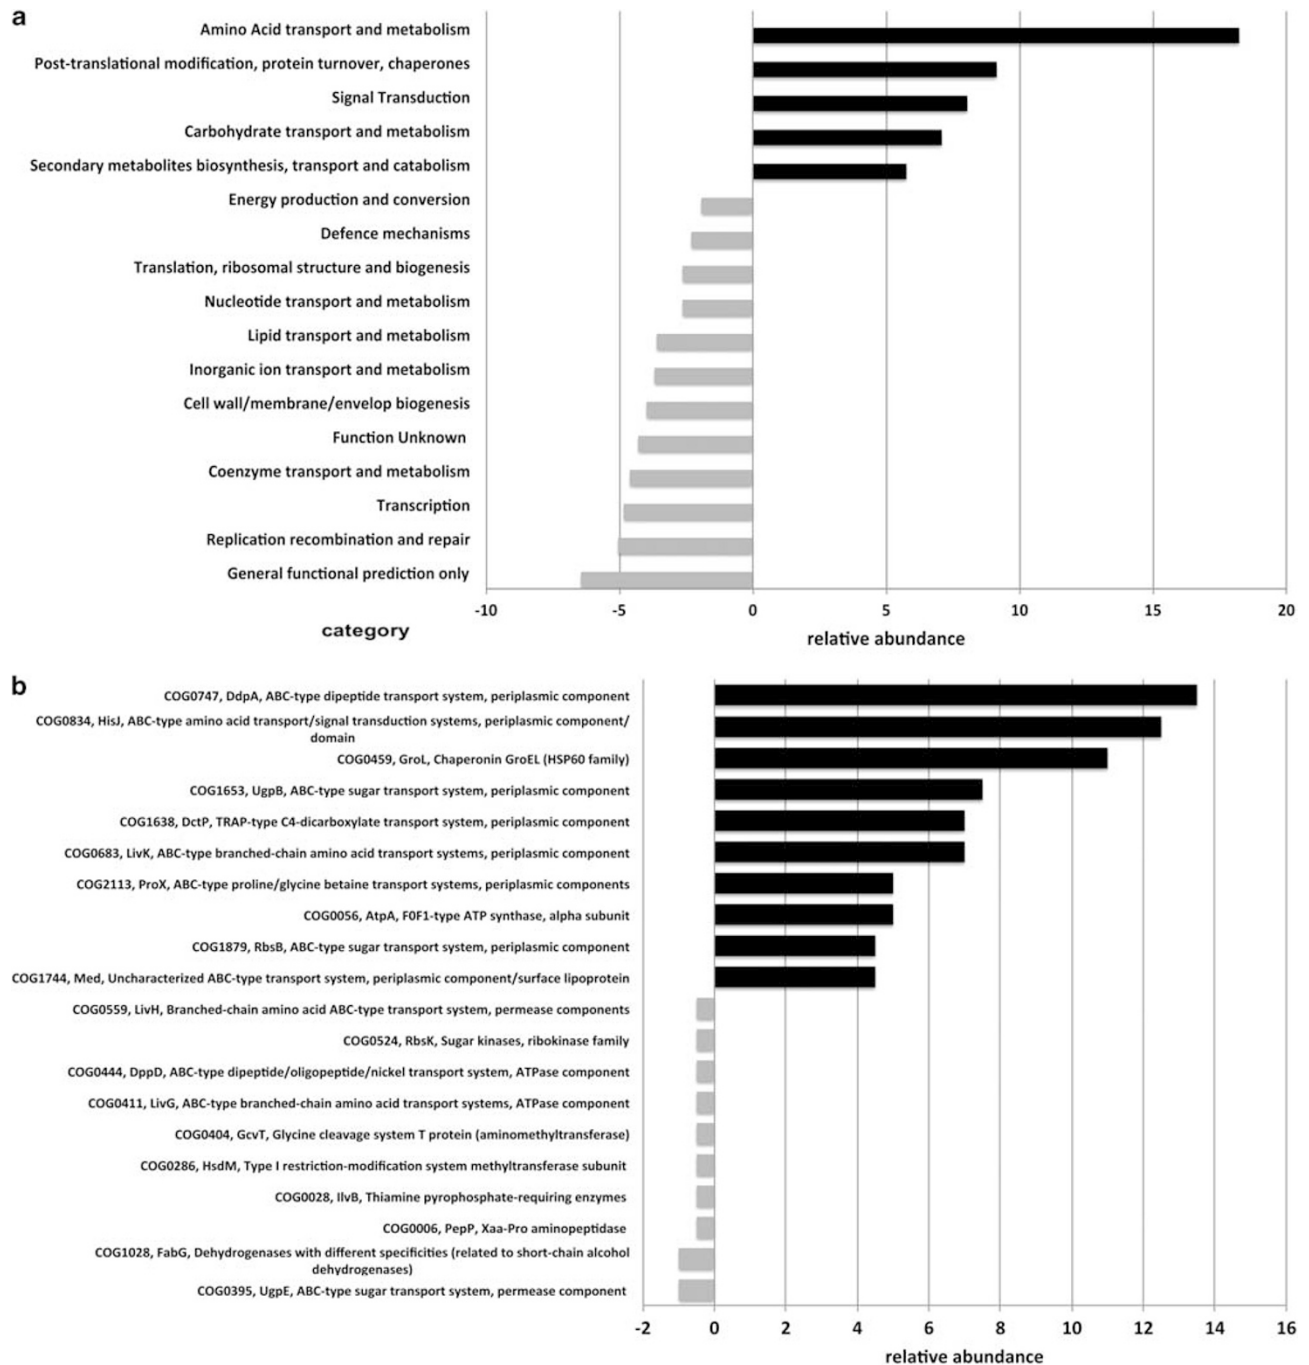 a
Amino Acid transport and metabolism
Post-translational modification, protein turnover, chaperones
Signal Transduction
Carbohydrate transport and metabolism
Secondary metabolites biosynthesis, transport and catabolism
Energy production and conversion
Defence mechanisms
Translation, ribosomal structure and biogenesis
Nucleotide transport and metabolism
Lipid transport and metabolism
Inorganic ion transport and metabolism
Cell wall/membrane/envelop biogenesis
Function Unknown
Coenzyme transport and metabolism
Transcription
Replication recombination and repair
General functional prediction only
-10 -5 0 5 10 15 20
category
relative abundance
b
COG0747, DdpA, ABC-type dipeptide transport system, periplasmic component
COG0834, HisJ, ABC-type amino acid transport/signal transduction systems, periplasmic component/
domain
COG0459, GroL, Chaperonin GroEL (HSP60 family)
COG1653, UgpB, ABC-type sugar transport system, periplasmic component
COG1638, DctP, TRAP-type C4-dicarboxylate transport system, periplasmic component
COG0683, LivK, ABC-type branched-chain amino acid transport systems, periplasmic component
COG2113, ProX, ABC-type proline/glycine betaine transport systems, periplasmic components
COG0056, AtpA, F0F1-type ATP synthase, alpha subunit
COG1879, RbsB, ABC-type sugar transport system, periplasmic component
COG1744, Med, Uncharacterized ABC-type transport system, periplasmic component/surface lipoprotein
COG0559, LivH, Branched-chain amino acid ABC-type transport system, permease components
COG0524, RbsK, Sugar kinases, ribokinase family
COG0444, DppD, ABC-type dipeptide/oligopeptide/nickel transport system, ATPase component
COG0411, LivG, ABC-type branched-chain amino acid transport systems, ATPase component
COG0404, GcvT, Glycine cleavage system T protein (aminomethyltransferase)
COG0286, HsdM, Type I restriction-modification system methyltransferase subunit
COG0028, IlvB, Thiamine pyrophosphate-requiring enzymes
COG0006, PepP, Xaa-Pro aminopeptidase
COG1028, FabG, Dehydrogenases with different specificities (related to short-chain alcohol
dehydrogenases)
COG0395, UgpE, ABC-type sugar transport system, permease component
-2 0 2 4 6 8 10 12 14 16
relative abundance